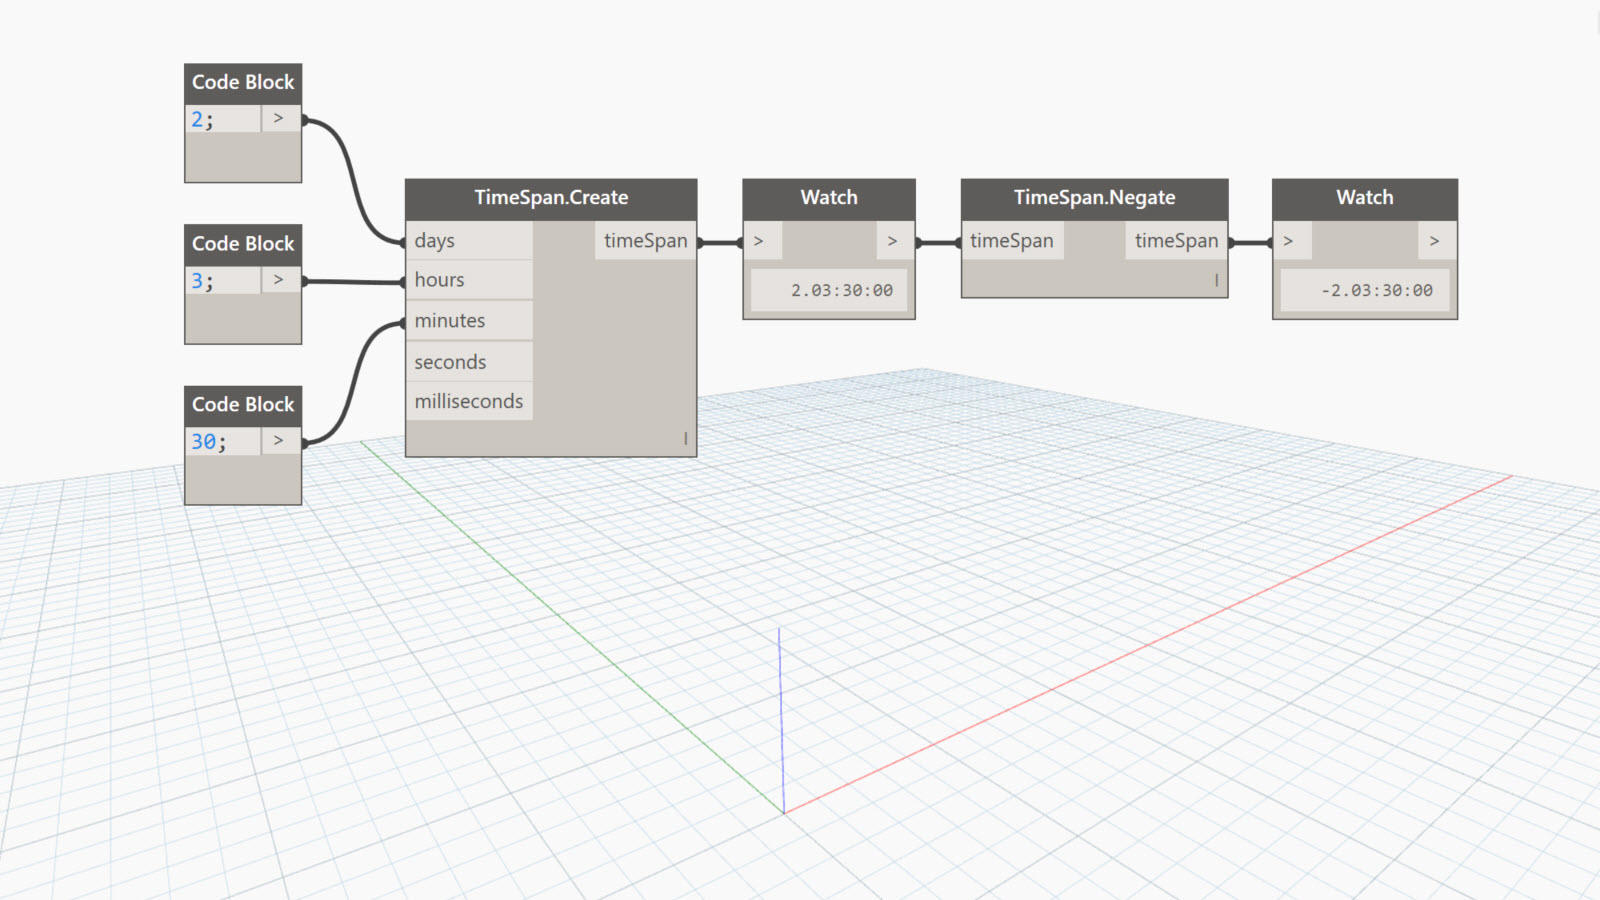 Code Block
2;
>
Code Block
3;
>
Code Block
30;
>
TimeSpan.Create
days
hours
minutes
seconds
milliseconds
timeSpan
Watch
>
>
2.03:30:00
TimeSpan.Negate
timeSpan
timeSpan
Watch
>
>
-2.03:30:00